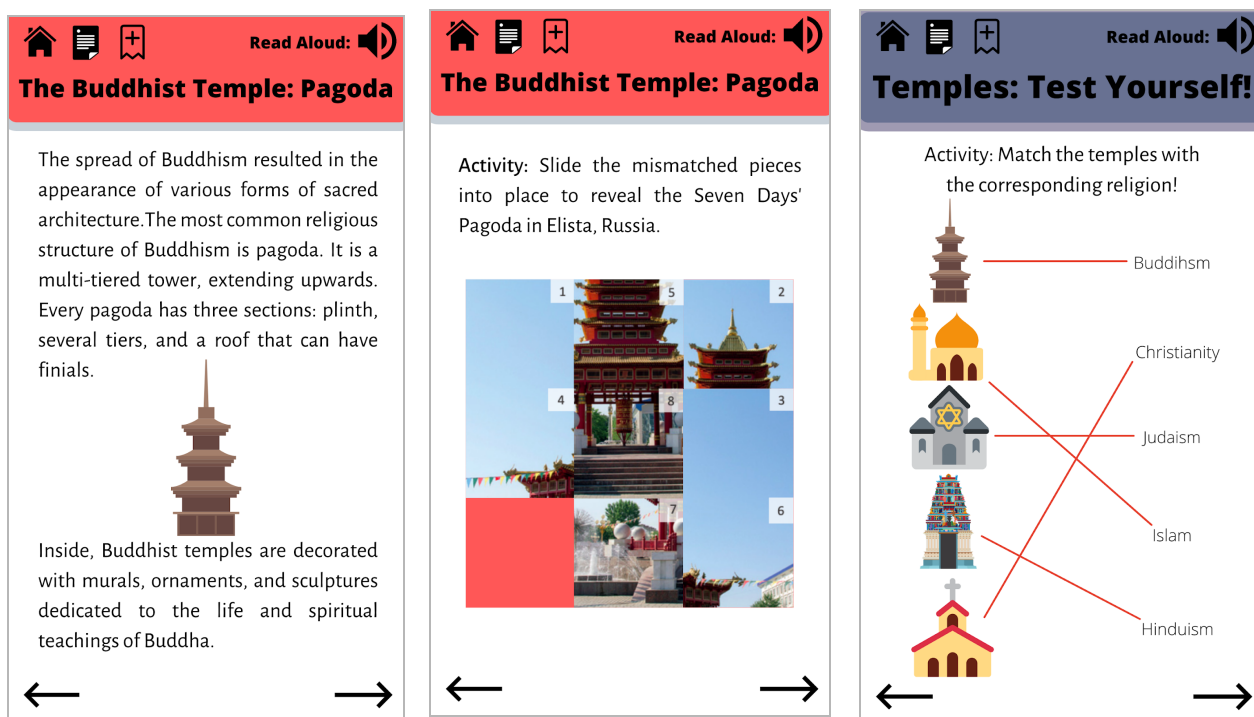 Read Aloud:
The Buddhist Temple: Pagoda
The spread of Buddhism resulted in the
appearance of various forms of sacred
architecture.The most common religious
structure of Buddhism is pagoda. It is a
multi-tiered tower, extending upwards.
Every pagoda has three sections: plinth,
several tiers, and a roof that can have
finials.
Inside, Buddhist temples are decorated
with murals, ornaments, and sculptures
dedicated to the life and spiritual
teachings of Buddha.
Read Aloud:
The Buddhist Temple: Pagoda
Activity: Slide the mismatched pieces
into place to reveal the Seven Days'
Pagoda in Elista, Russia.
1 5 2
4 8 3
7 6
Read Aloud:
Temples: Test Yourself!
Activity: Match the temples with
the corresponding religion!
Buddihsm
Christianity
Judaism
Islam
Hinduism